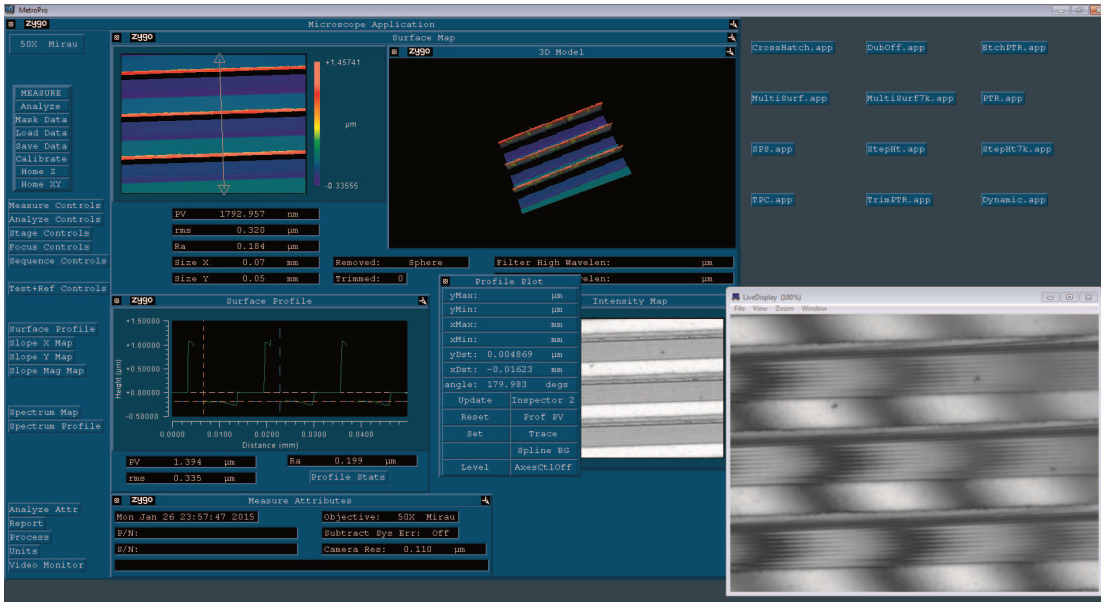 MetroPro
zygo Microscope Application
50X Mirau
MEASURE
Analyze
Mask Data
Load Data
Save Data
Calibrate
Home Z
Home XY
Measure Controls
Analyze Controls
Stage Controls
Focus Controls
Sequence Controls
Test+Ref Controls
Surface Profile
Slope X Map
Slope Y Map
Slope Mag Map
Spectrum Map
Spectrum Profile
Analyze Attr
Report
Process
Units
Video Monitor
zygo Surface Map
+1.45741
µm
-0.33555
PV 1792.957 nm
rms 0.320 µm
Ra 0.184 µm
Size X 0.07 mm
Size Y 0.05 mm
zygo 3D Model
Removed: Sphere
Trimmed: 0
Filter High Wavelen: µm
elen: µm
zygo Surface Profile
+1.50000
+1.00000
+0.50000
+0.00000
-0.50000
Height (µm)
0.0000 0.0100 0.0200 0.0300 0.0400
Distance (mm)
PV 1.394 µm
rms 0.335 µm
Ra 0.199 µm
Profile Stats
Profile Plot
yMax: µm
yMin: µm
xMax: mm
xMin: mm
yDst: 0.004869 µm
xDst: -0.01623 mm
angle: 179.983 degs
Update Inspector 2
Reset Prof PV
Set Trace
Spline BG
Level AxesCtlOff
Intensity Map
zygo Measure Attributes
Mon Jan 26 23:57:47 2015
P/N:
S/N:
Objective: 50X Mirau
Subtract Sys Err: Off
Camera Res: 0.110 µm
CrossHatch.app DubOff.app EtchPTR.app
MultiSurf.app MultiSurf7k.app PTR.app
SPS.app StepHt.app StepHt7k.app
TPC.app TrimPTR.app Dynamic.app
LiveDisplay (100%)
File View Zoom Window